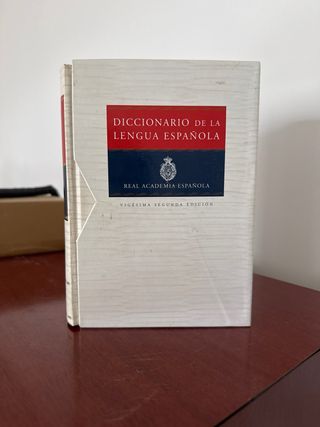 DICCIONARIO DE LA
LENGUA ESPAÑOLA
REAL ACADEMIA ESPAÑOLA
VIGÉSIMA SEGUNDA EDICIÓN